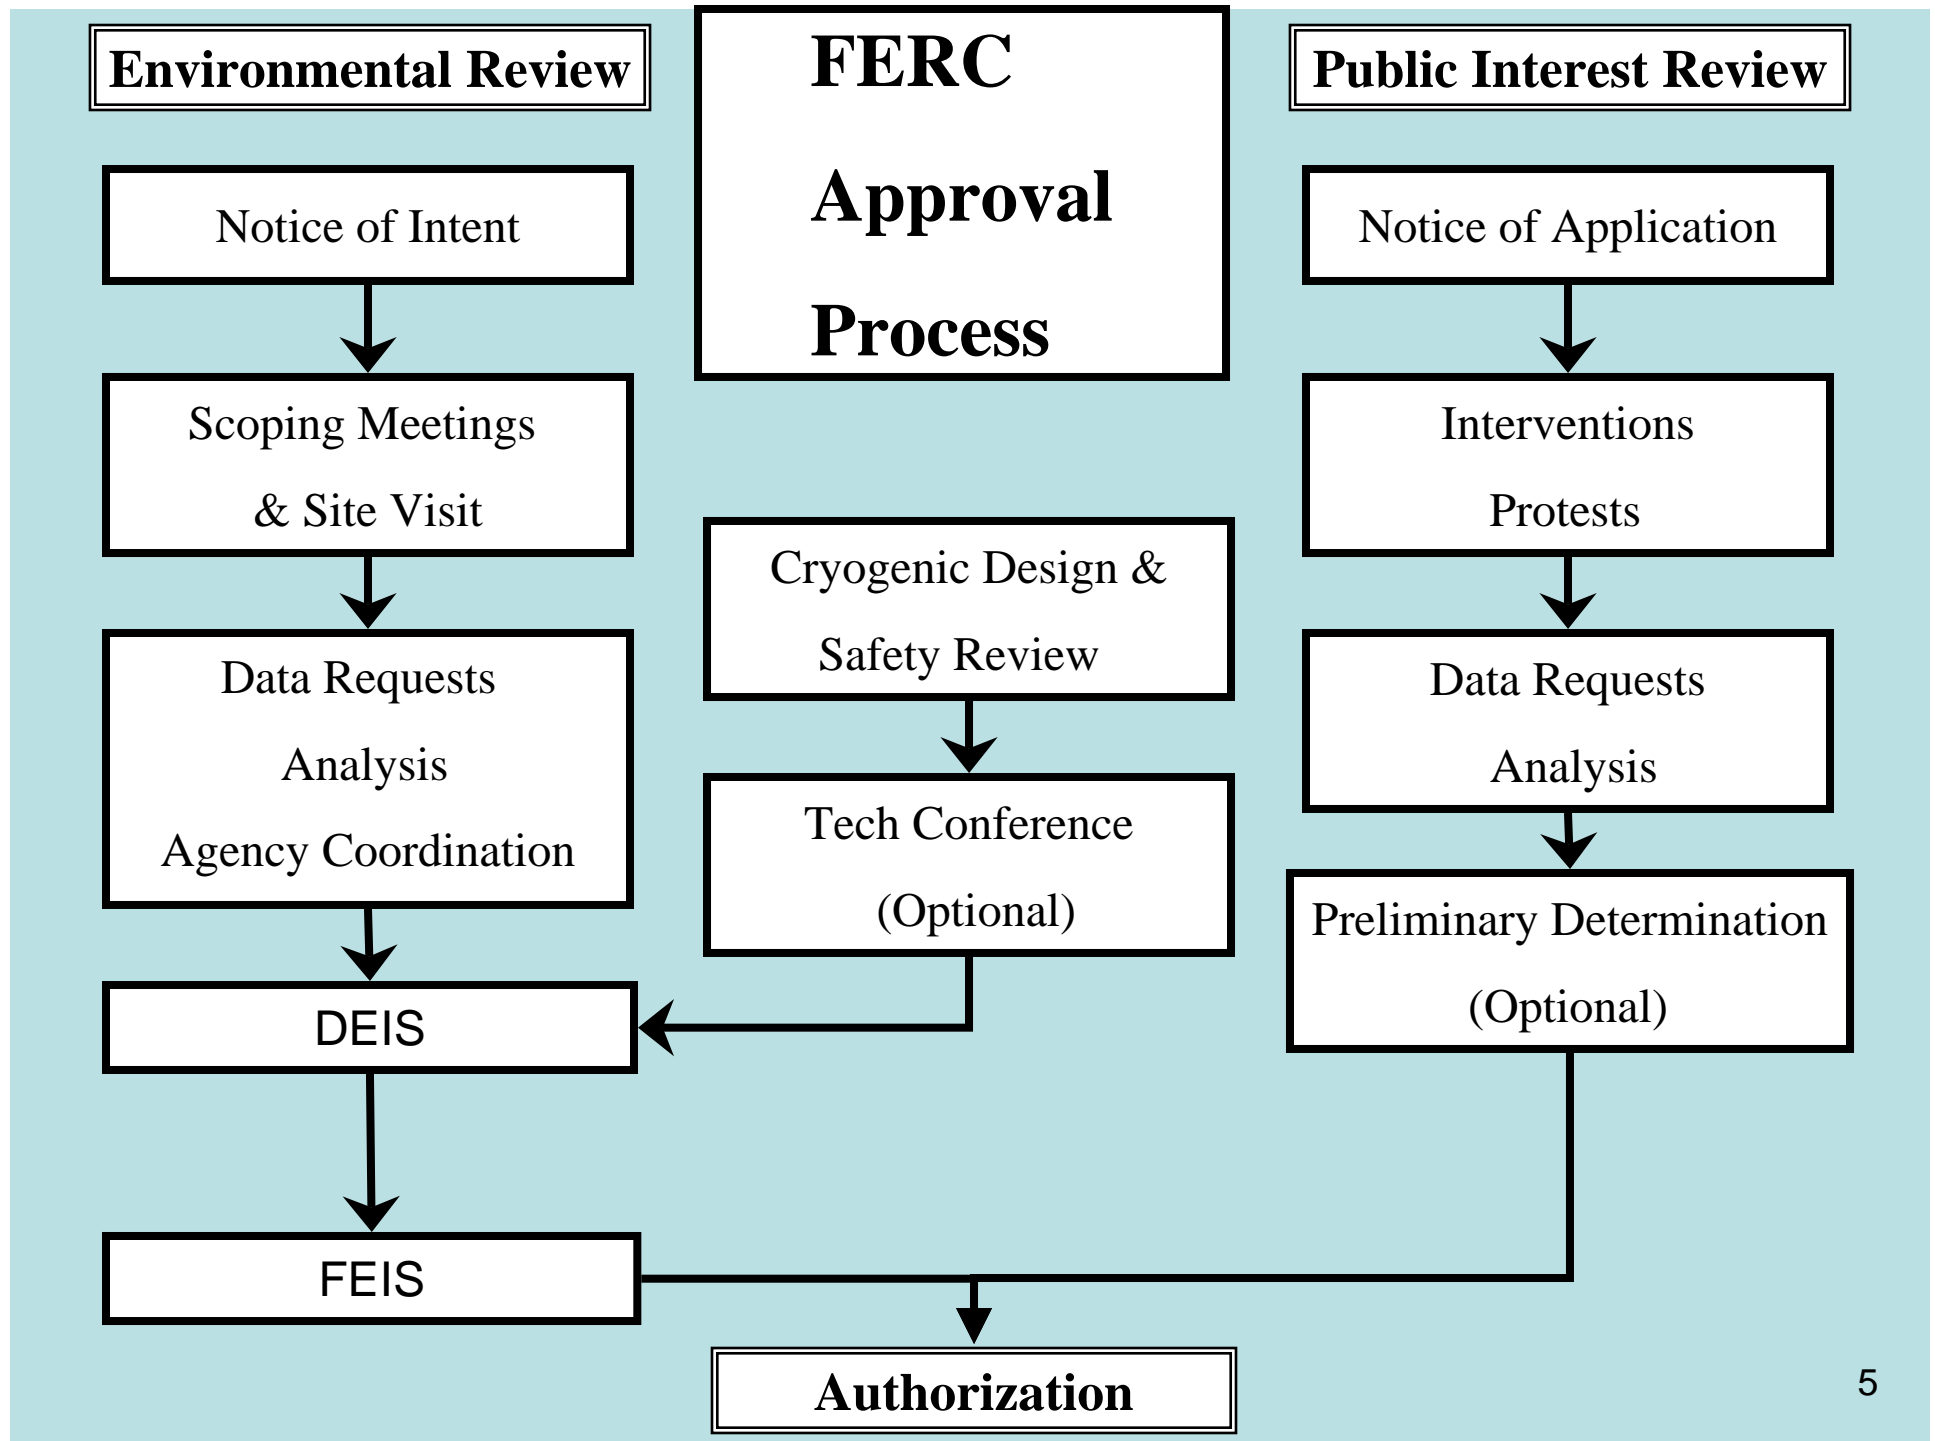 Environmental Review
FERC
Approval
Process
Public Interest Review
Notice of Intent
Scoping Meetings
& Site Visit
Data Requests
Analysis
Agency Coordination
DEIS
FEIS
Cryogenic Design &
Safety Review
Tech Conference
(Optional)
Notice of Application
Interventions
Protests
Data Requests
Analysis
Preliminary Determination
(Optional)
Authorization
5